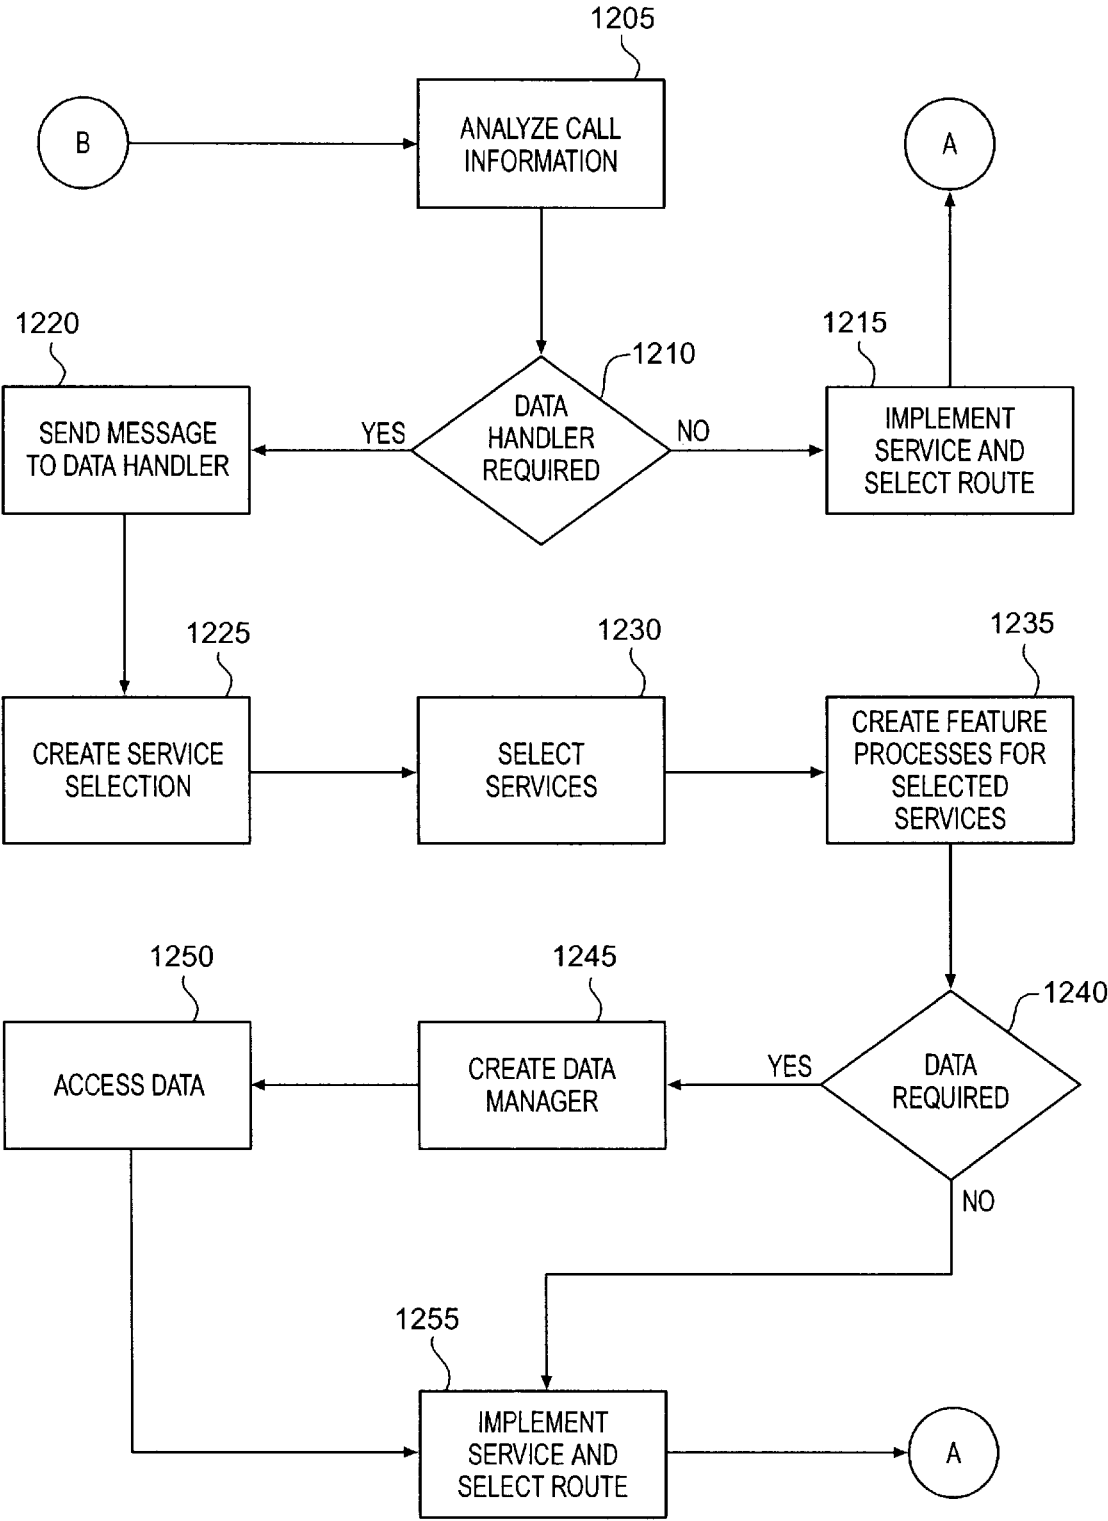 1205
B
ANALYZE CALL
INFORMATION
A
1220
1210
1215
SEND MESSAGE
TO DATA HANDLER
YES
DATA
HANDLER
REQUIRED
NO
IMPLEMENT
SERVICE AND
SELECT ROUTE
1225
1230
1235
CREATE SERVICE
SELECTION
SELECT
SERVICES
CREATE FEATURE
PROCESSES FOR
SELECTED
SERVICES
1250
1245
1240
ACCESS DATA
CREATE DATA
MANAGER
YES
DATA
REQUIRED
NO
1255
IMPLEMENT
SERVICE AND
SELECT ROUTE
A